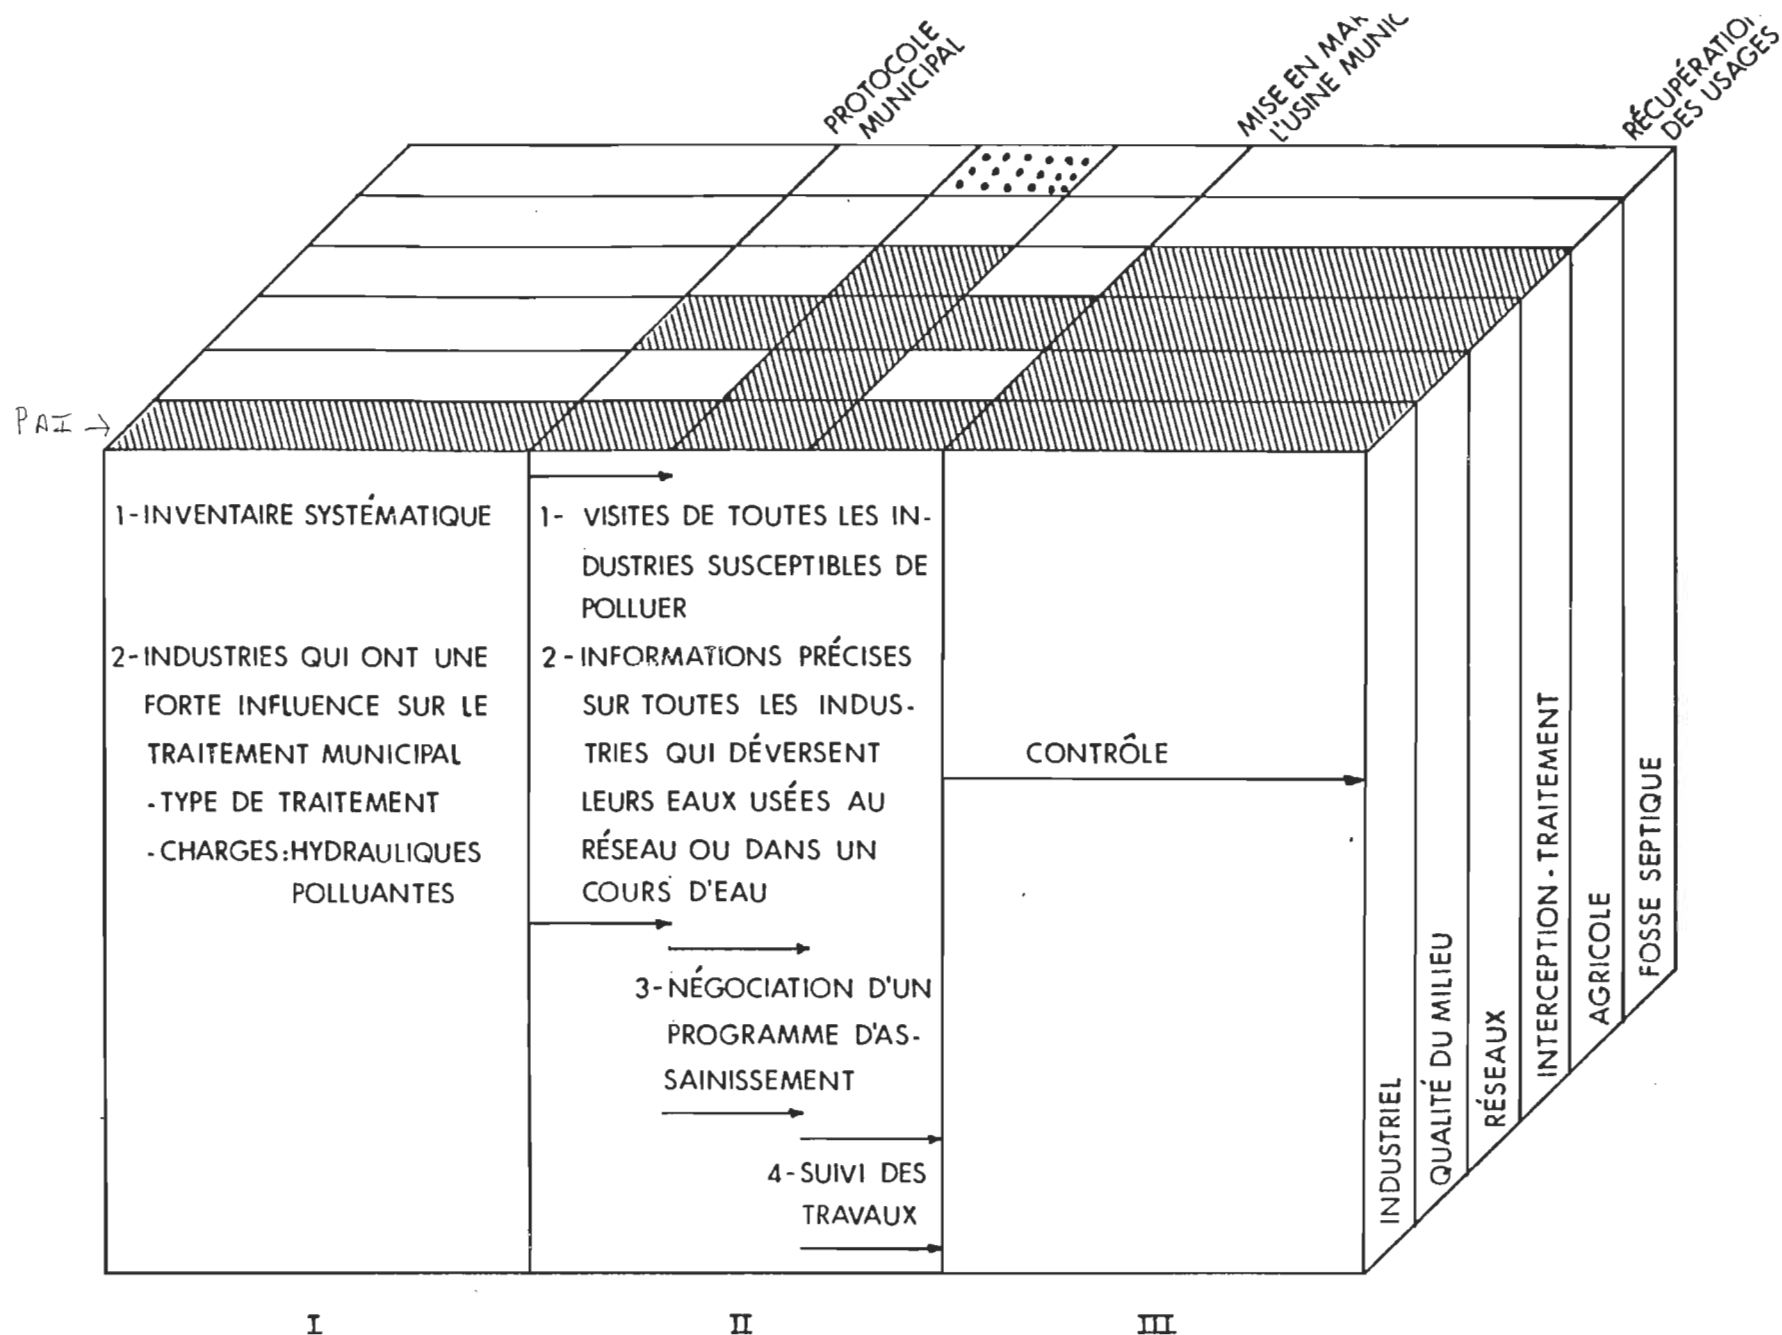 PROTOCOLE
MUNICIPAL
MISE EN
L'USINE
RÉCUPÉRATION
DES USAGES
PAI →
1-INVENTAIRE SYSTÉMATIQUE
2-INDUSTRIES QUI ONT UNE
FORTE INFLUENCE SUR LE
TRAITEMENT MUNICIPAL
-TYPE DE TRAITEMENT
-CHARGES:HYDRAULIQUES
POLLUANTES
1- VISITES DE TOUTES LES IN-
DUSTRIES SUSCEPTIBLES DE
POLLUER
2-INFORMATIONS PRÉCISES
SUR TOUTES LES INDUS-
TRIES QUI DÉVERSENT
LEURS EAUX USÉES AU
RÉSEAU OU DANS UN
COURS D'EAU
3-NÉGOCIATION D'UN
PROGRAMME D'AS-
SAINISSEMENT
4-SUIVI DES
TRAVAUX
CONTRÔLE
INDUSTRIEL
QUALITÉ DU MILIEU
RÉSEAUX
INTERCEPTION-TRAITEMENT
AGRICOLE
FOSSE SEPTIQUE
I
II
III